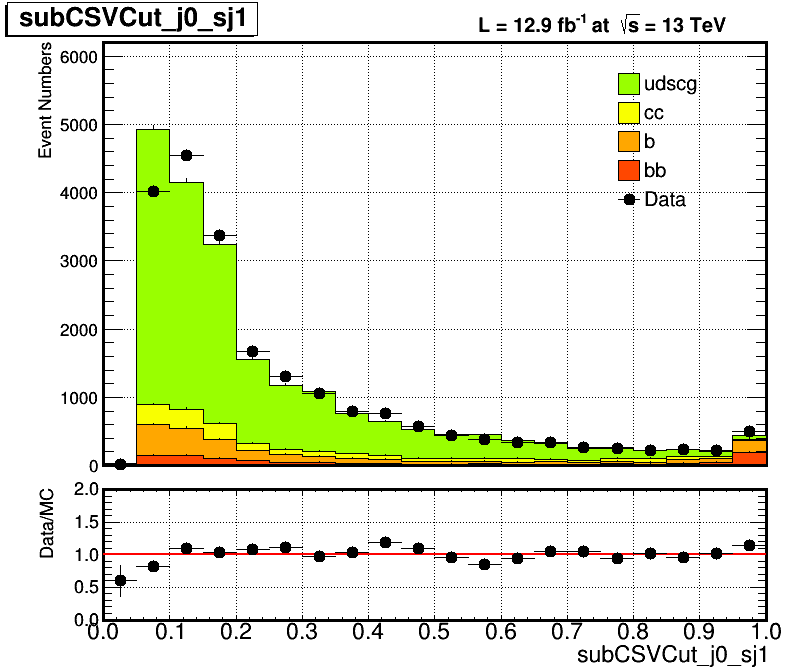 subCSVCut_j0_sj1
L = 12.9 fb⁻¹ at √s = 13 TeV
Event Numbers
6000
5000
4000
3000
2000
1000
0
udscg
cc
b
bb
Data
Data/MC
2.0
1.5
1.0
0.5
0.0
0.0 0.1 0.2 0.3 0.4 0.5 0.6 0.7 0.8 0.9 1.0
subCSVCut_j0_sj1